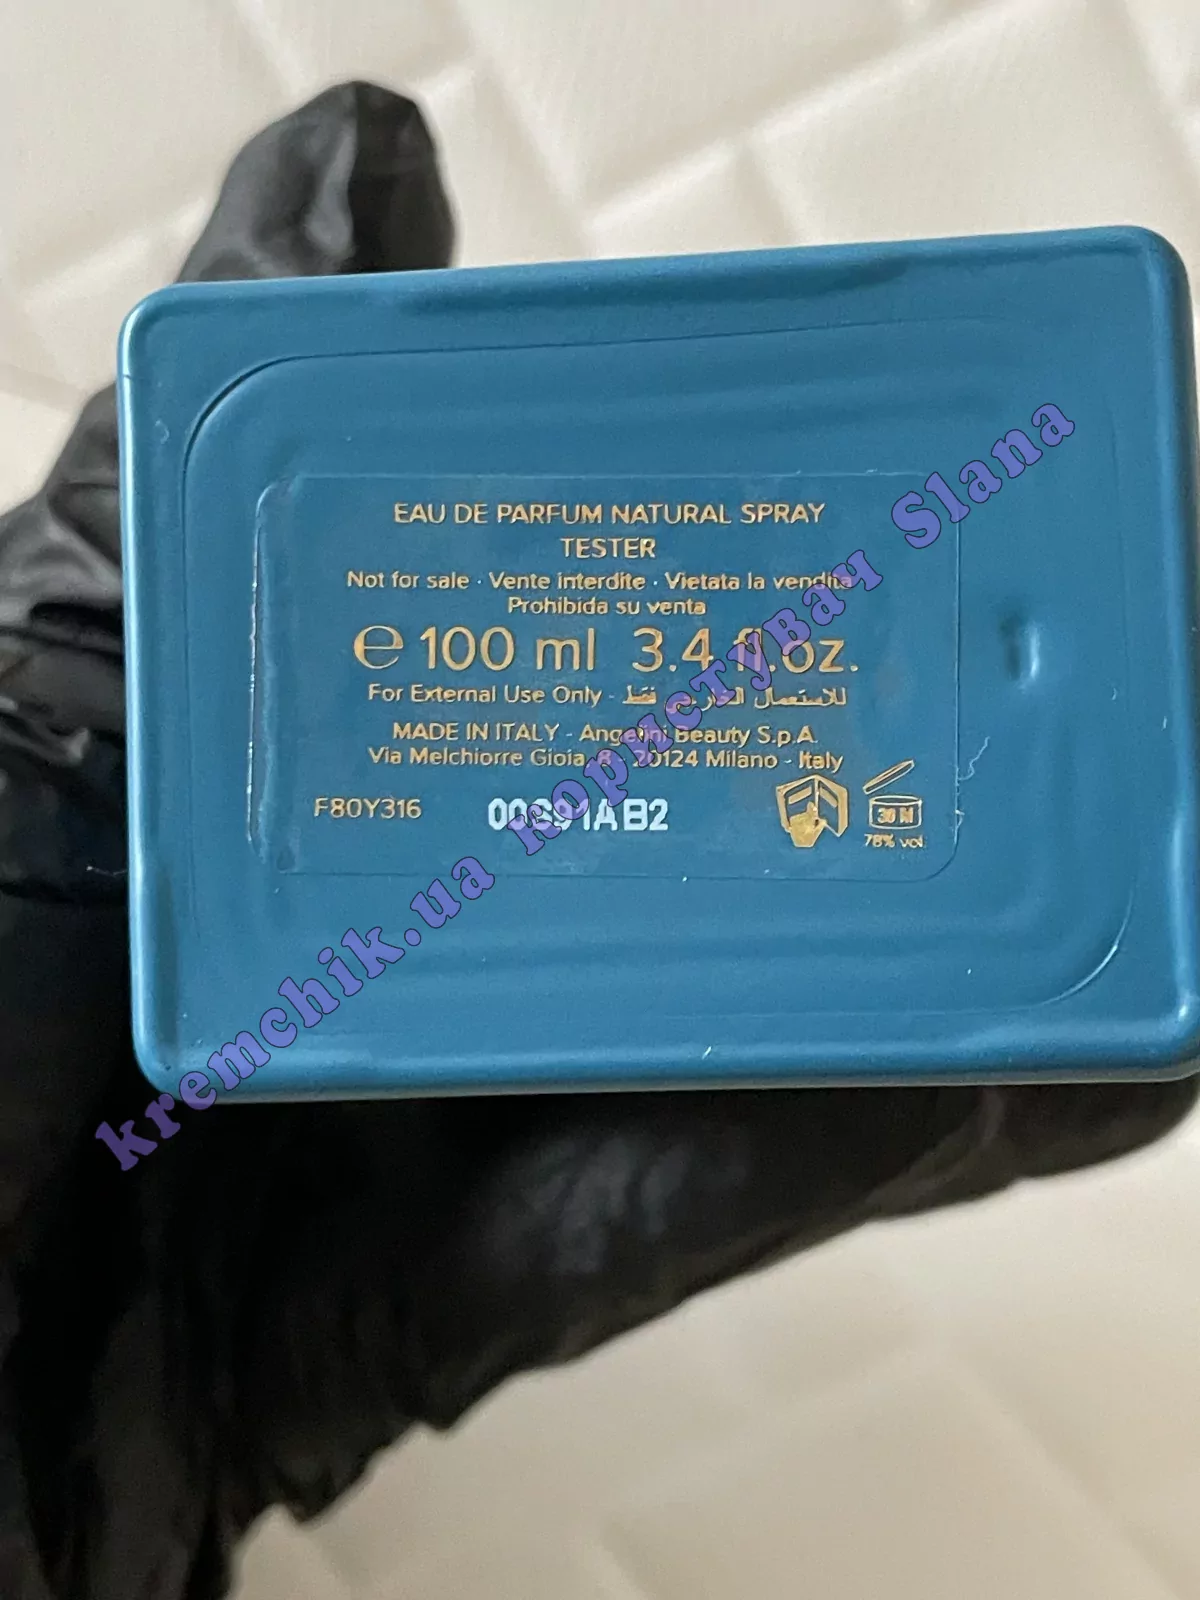 EAU DE PARFUM NATURAL SPRAY
TESTER
Not for sale · Vente interdite · Vietata la vendita
Prohibida su venta
℮ 100 ml 3.4 fl.oz.
For External Use Only - للاستعمال الخارجي فقط
MADE IN ITALY - Angelini Beauty S.p.A.
Via Melchiorre Gioia, 8 - 20124 Milano - Italy
F80Y316 00691AB2
30 M
78% vol.
kremchik.ua користувач Slana